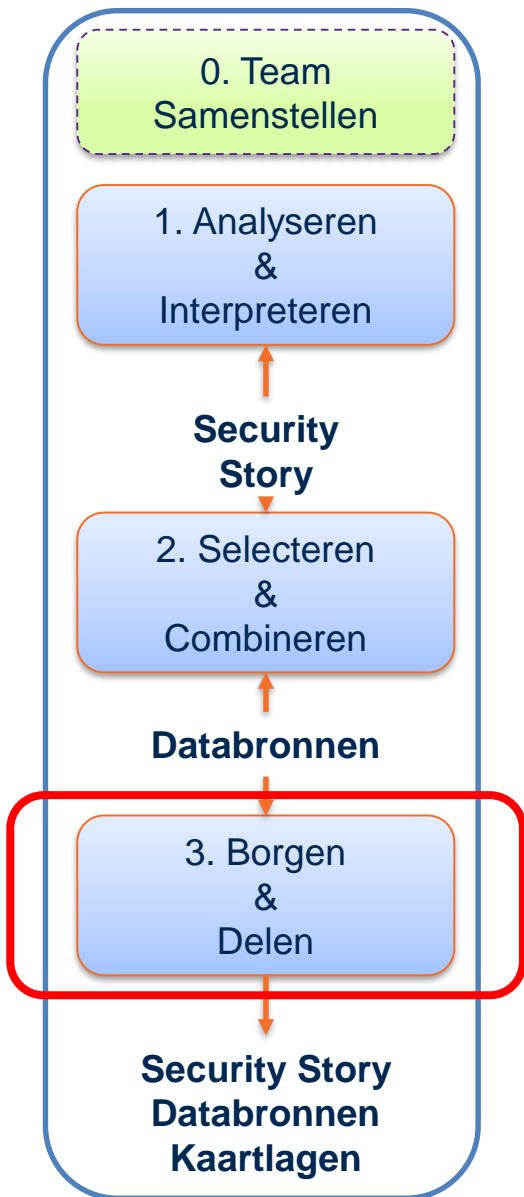 0. Team
Samenstellen
1. Analyseren
&
Interpreteren
Security
Story
2. Selecteren
&
Combineren
Databronnen
3. Borgen
&
Delen
Security Story
Databronnen
Kaartlagen